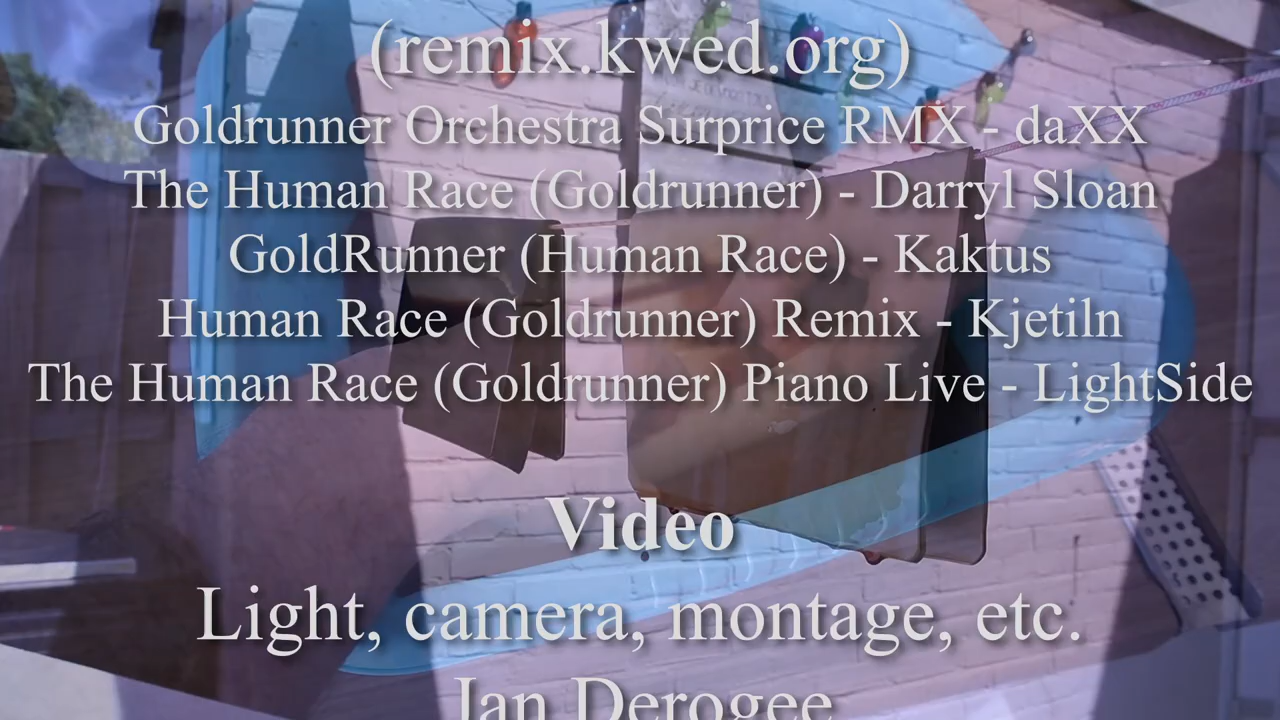 (remix.kwed.org)
Goldrunner Orchestra Surprice RMX - daXX
The Human Race (Goldrunner) - Darryl Sloan
GoldRunner (Human Race) - Kaktus
Human Race (Goldrunner) Remix - Kjetiln
The Human Race (Goldrunner) Piano Live - LightSide
Video
Light, camera, montage, etc.
Jan Derogee